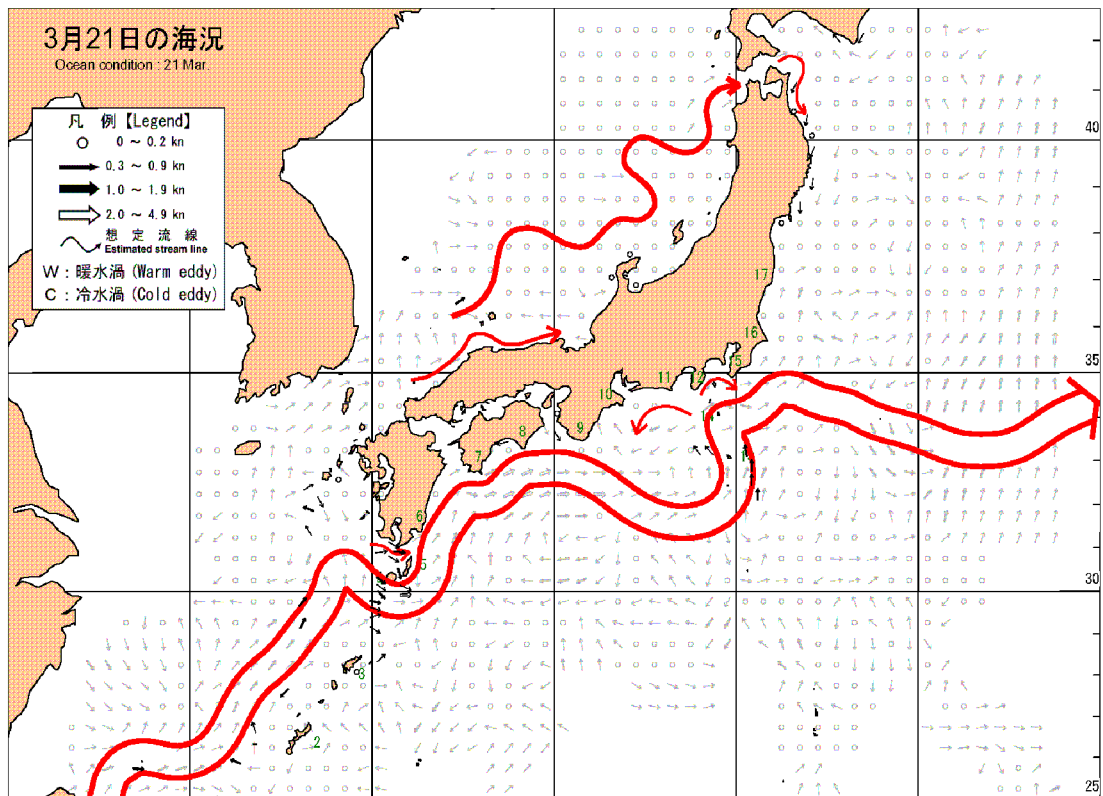 3月21日の海況
Ocean condition : 21 Mar.
凡 例【Legend】
0 ～ 0.2 kn
0.3 ～ 0.9 kn
1.0 ～ 1.9 kn
2.0 ～ 4.9 kn
想 定 流 線
Estimated stream line
W : 暖水渦 (Warm eddy)
C : 冷水渦 (Cold eddy)
40
17
16
35
15
12
11
10
9
8
7
6
5
30
3
2
25